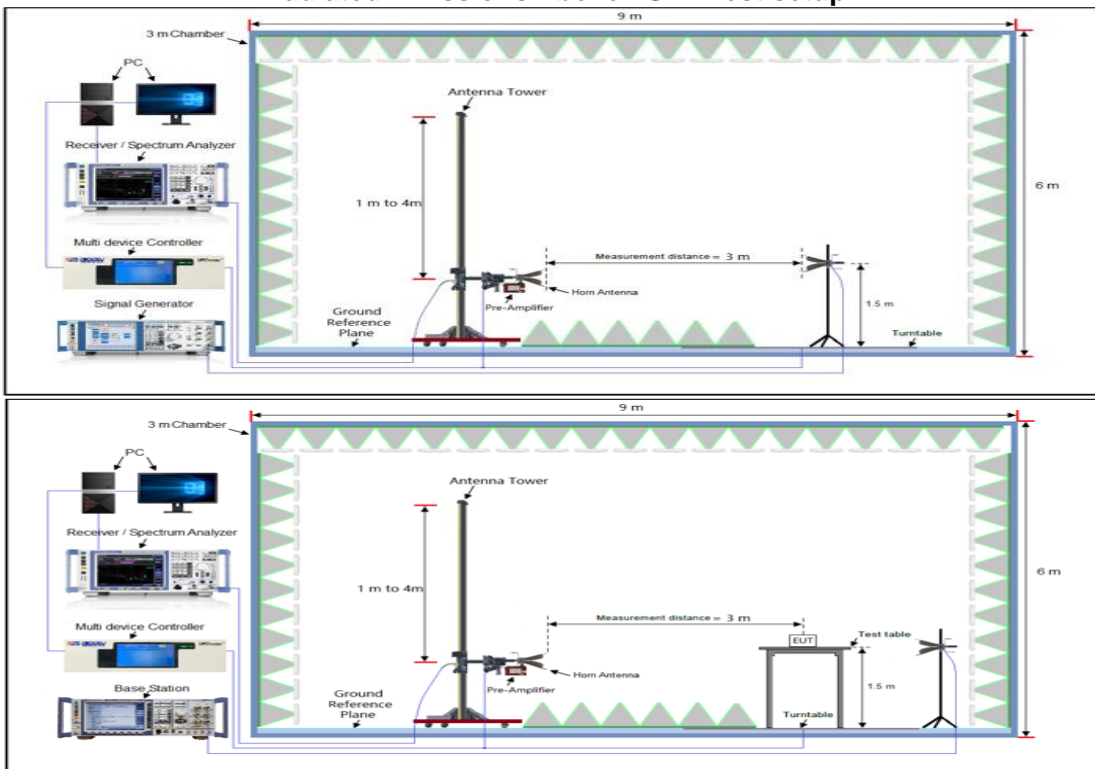 9 m
3 m Chamber
PC
Antenna Tower
Receiver / Spectrum Analyzer
6 m
1 m to 4m
Multi device Controller
Measurement distance = 3 m
Horn Antenna
Signal Generator
Pre-Amplifier
1.5 m
Ground
Reference
Plane
Turntable
9 m
3 m Chamber
PC
Antenna Tower
Receiver / Spectrum Analyzer
6 m
1 m to 4m
Measurement distance = 3 m
Multi device Controller
EUT
Test table
Horn Antenna
Base Station
Pre-Amplifier
1.5 m
Ground
Reference
Plane
Turntable